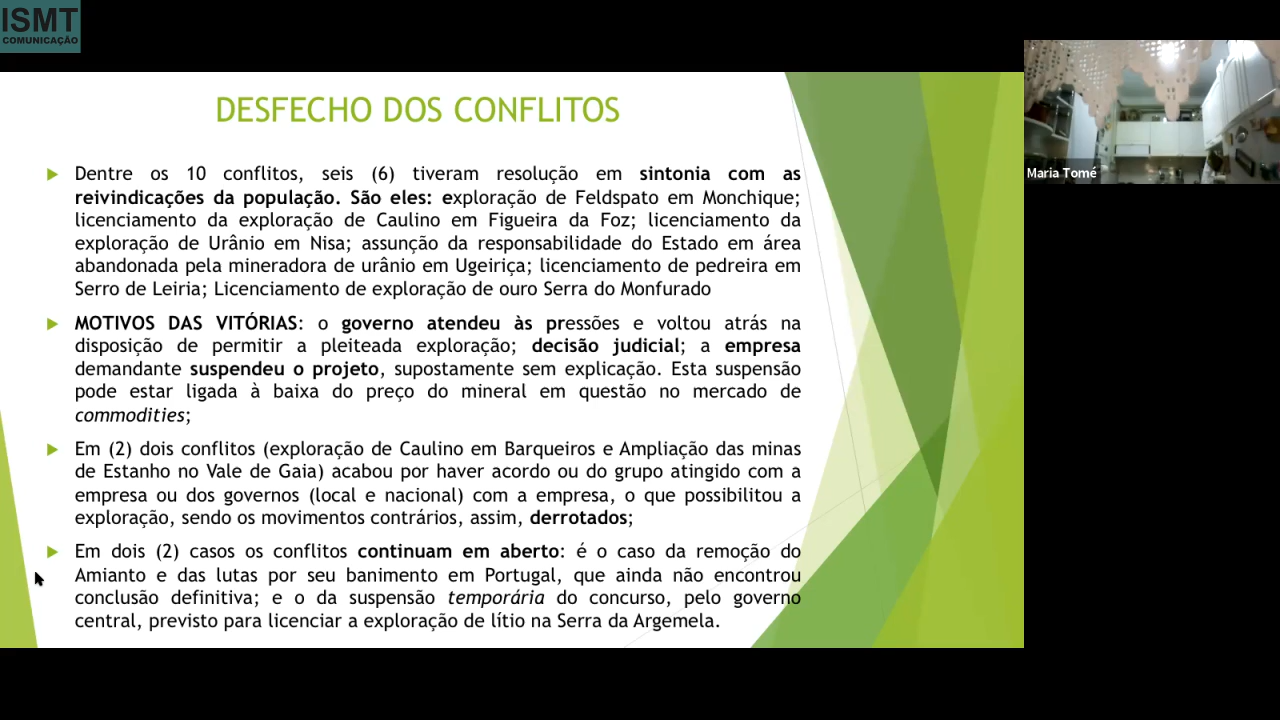 ISMT
COMUNICAÇÃO
Maria Tomé
DESFECHO DOS CONFLITOS
Dentre os 10 conflitos, seis (6) tiveram resolução em sintonia com as
reivindicações da população. São eles: exploração de Feldspato em Monchique;
licenciamento da exploração de Caulino em Figueira da Foz; licenciamento da
exploração de Urânio em Nisa; assunção da responsabilidade do Estado em área
abandonada pela mineradora de urânio em Ugeiriça; licenciamento de pedreira em
Serro de Leiria; Licenciamento de exploração de ouro Serra do Monfurado
MOTIVOS DAS VITÓRIAS: o governo atendeu às pressões e voltou atrás na
disposição de permitir a pleiteada exploração; decisão judicial; a empresa
demandante suspendeu o projeto, supostamente sem explicação. Esta suspensão
pode estar ligada à baixa do preço do mineral em questão no mercado de
commodities;
Em (2) dois conflitos (exploração de Caulino em Barqueiros e Ampliação das minas
de Estanho no Vale de Gaia) acabou por haver acordo ou do grupo atingido com a
empresa ou dos governos (local e nacional) com a empresa, o que possibilitou a
exploração, sendo os movimentos contrários, assim, derrotados;
Em dois (2) casos os conflitos continuam em aberto: é o caso da remoção do
Amianto e das lutas por seu banimento em Portugal, que ainda não encontrou
conclusão definitiva; e o da suspensão temporária do concurso, pelo governo
central, previsto para licenciar a exploração de lítio na Serra da Argemela.